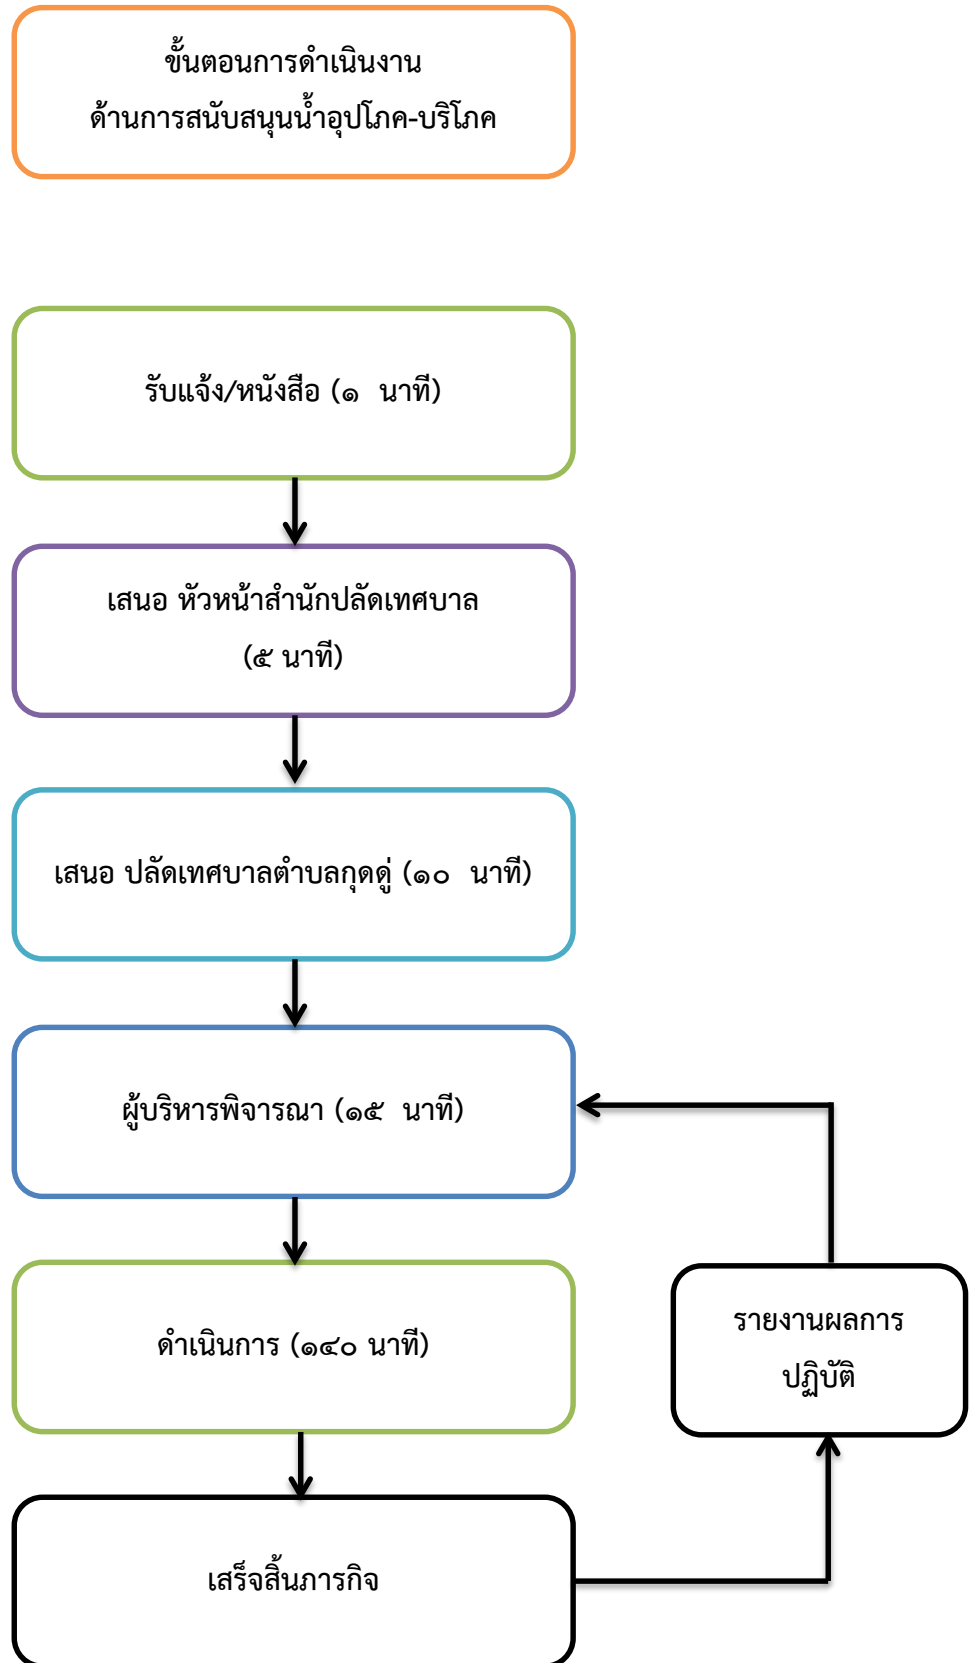 ขั้นตอนการดำเนินงาน
ด้านการสนับสนุนน้ำอุปโภค-บริโภค
รับแจ้ง/หนังสือ (๑ นาที)
เสนอ หัวหน้าสำนักปลัดเทศบาล
(๕ นาที)
เสนอ ปลัดเทศบาลตำบลกุดดู่ (๑๐ นาที)
ผู้บริหารพิจารณา (๑๕ นาที)
ดำเนินการ (๑๔๐ นาที)
รายงานผลการ
ปฏิบัติ
เสร็จสิ้นภารกิจ